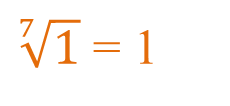 ⁷√1 = 1